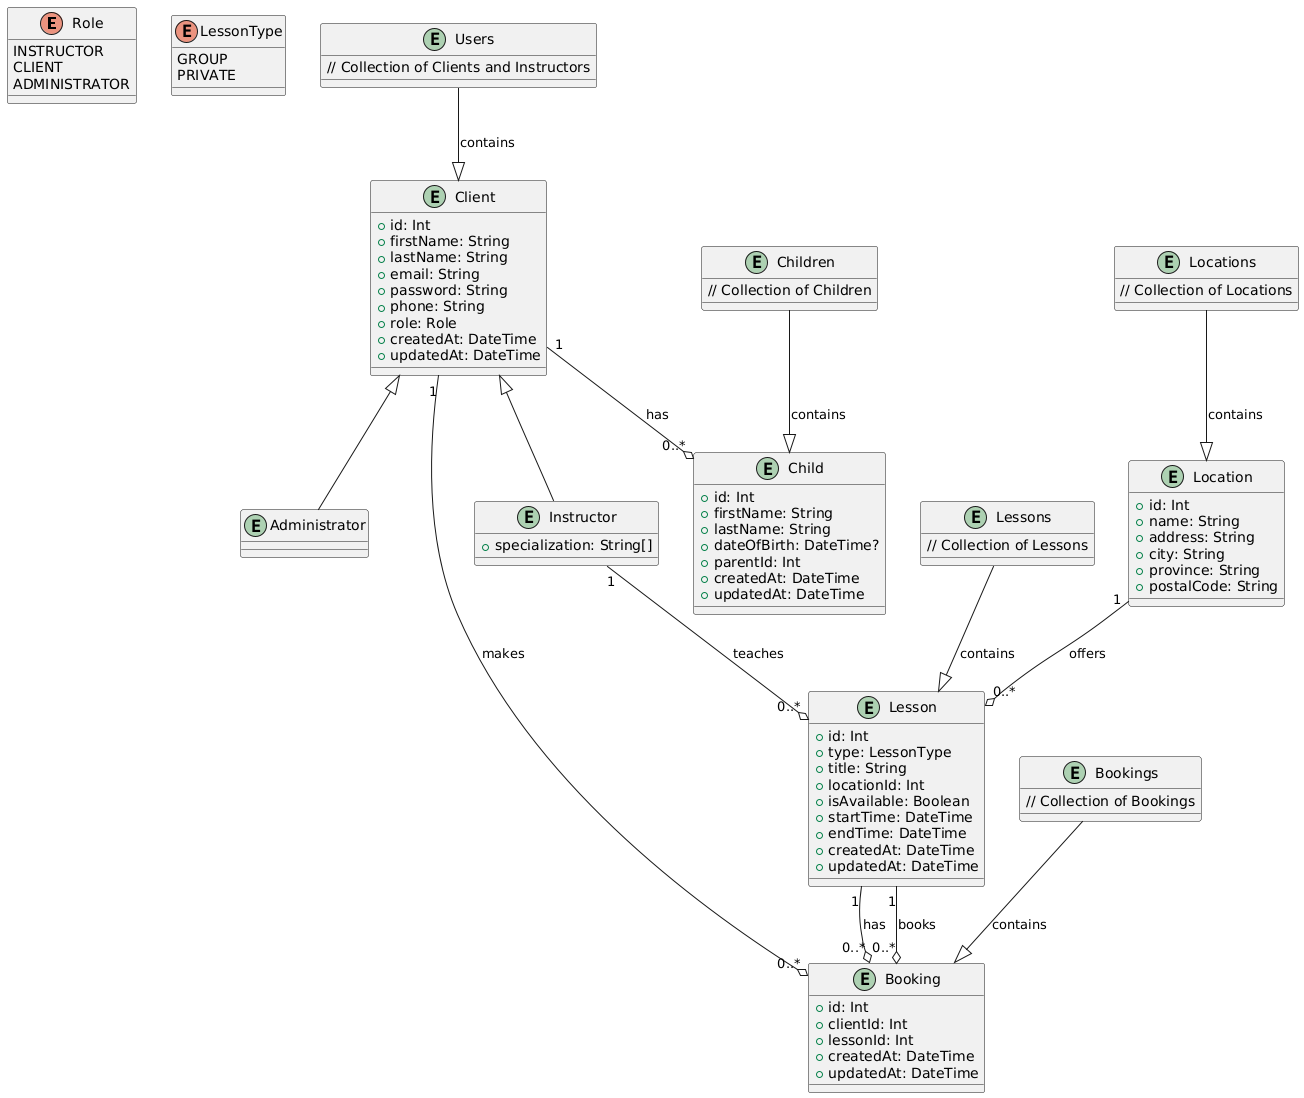 E Role
INSTRUCTOR
CLIENT
ADMINISTRATOR
E LessonType
GROUP
PRIVATE
E Users
// Collection of Clients and Instructors
contains
E Client
id: Int
firstName: String
lastName: String
email: String
password: String
phone: String
role: Role
createdAt: DateTime
updatedAt: DateTime
E Children
// Collection of Children
E Locations
// Collection of Locations
1
1
has
0..*
contains
contains
E Administrator
E Instructor
specialization: String[]
E Child
id: Int
firstName: String
lastName: String
dateOfBirth: DateTime?
parentId: Int
createdAt: DateTime
updatedAt: DateTime
E Lessons
// Collection of Lessons
E Location
id: Int
name: String
address: String
city: String
province: String
postalCode: String
1
1
makes
teaches
contains
offers
0..*
0..*
E Lesson
id: Int
type: LessonType
title: String
locationId: Int
isAvailable: Boolean
startTime: DateTime
endTime: DateTime
createdAt: DateTime
updatedAt: DateTime
E Bookings
// Collection of Bookings
1
1
has
books
contains
0..*
0..*
0..*
E Booking
id: Int
clientId: Int
lessonId: Int
createdAt: DateTime
updatedAt: DateTime